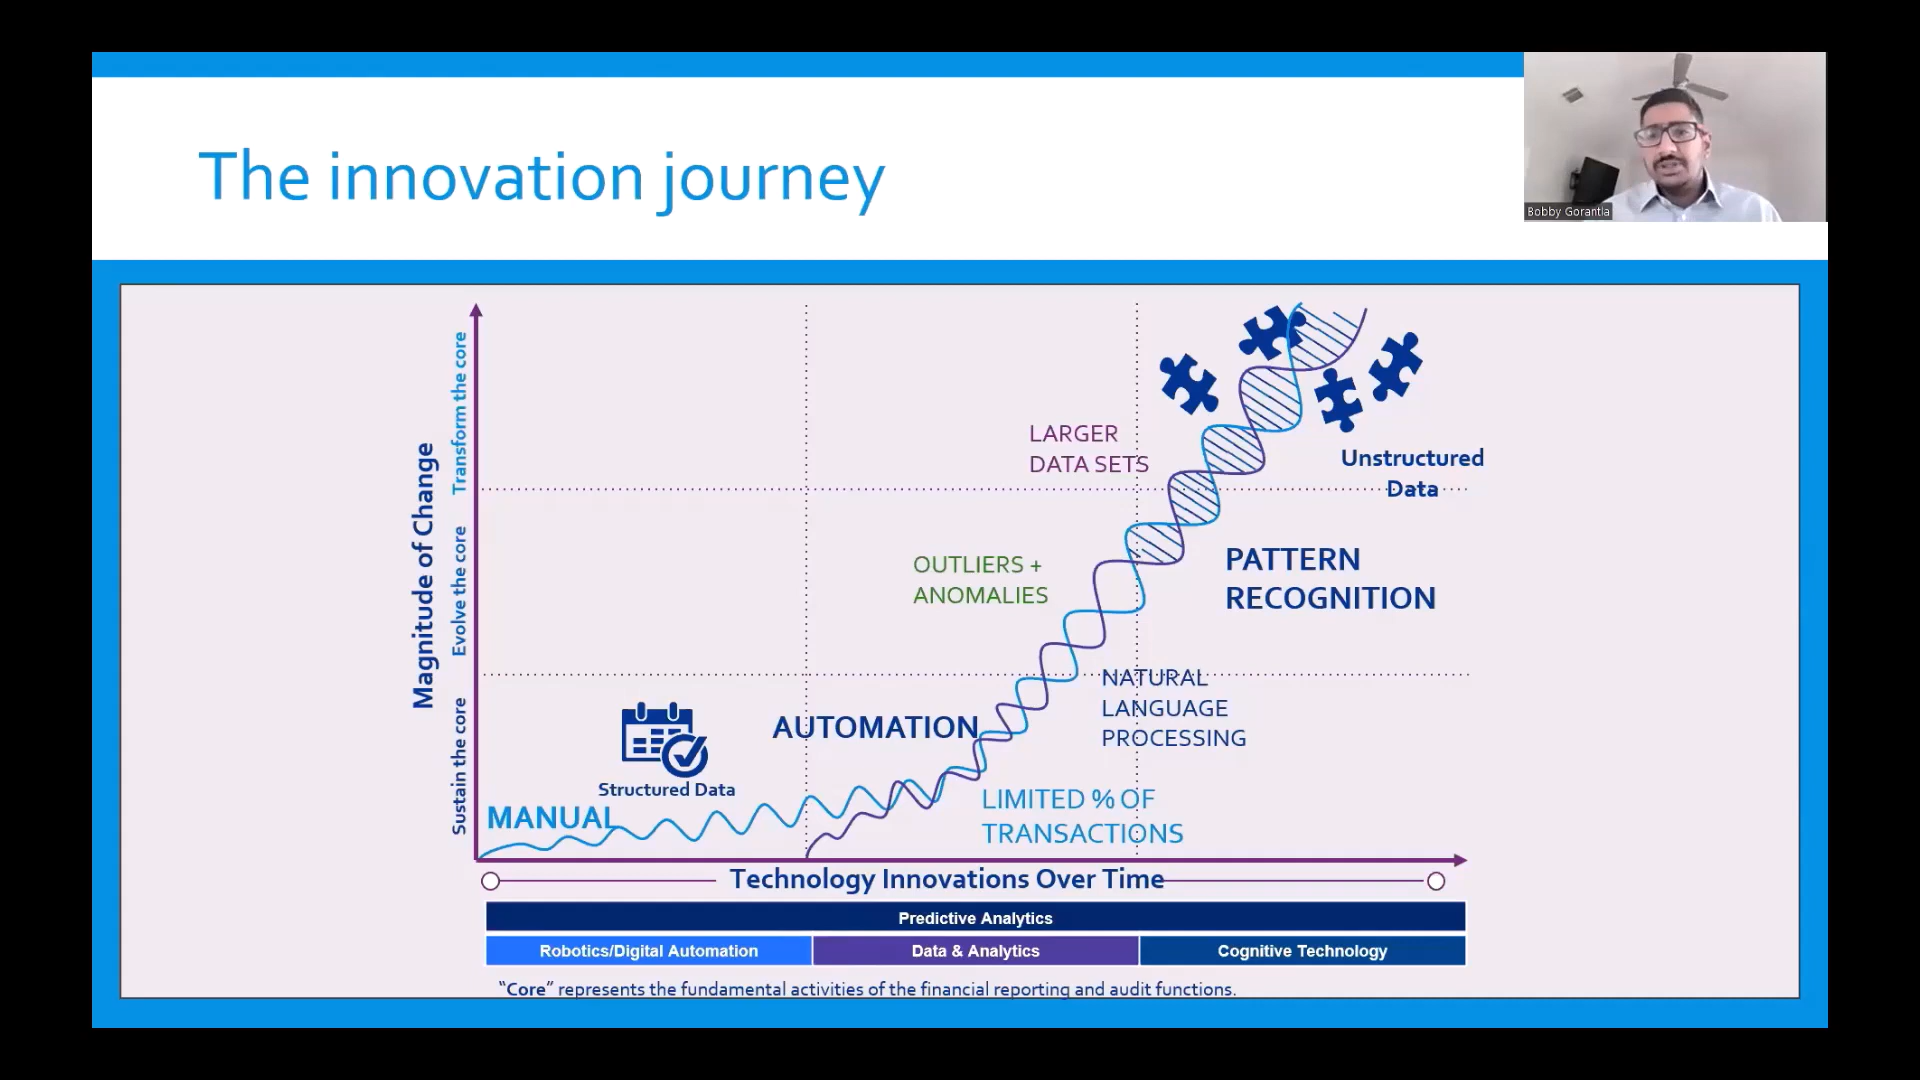 The innovation journey
Bobby Gorantla
Magnitude of Change
Transform the core
Evolve the core
Sustain the core
LARGER
DATA SETS
Unstructured
Data
OUTLIERS +
ANOMALIES
PATTERN
RECOGNITION
NATURAL
LANGUAGE
PROCESSING
AUTOMATION
Structured Data
MANUAL
LIMITED % OF
TRANSACTIONS
Technology Innovations Over Time
Predictive Analytics
Robotics/Digital Automation
Data & Analytics
Cognitive Technology
“Core” represents the fundamental activities of the financial reporting and audit functions.